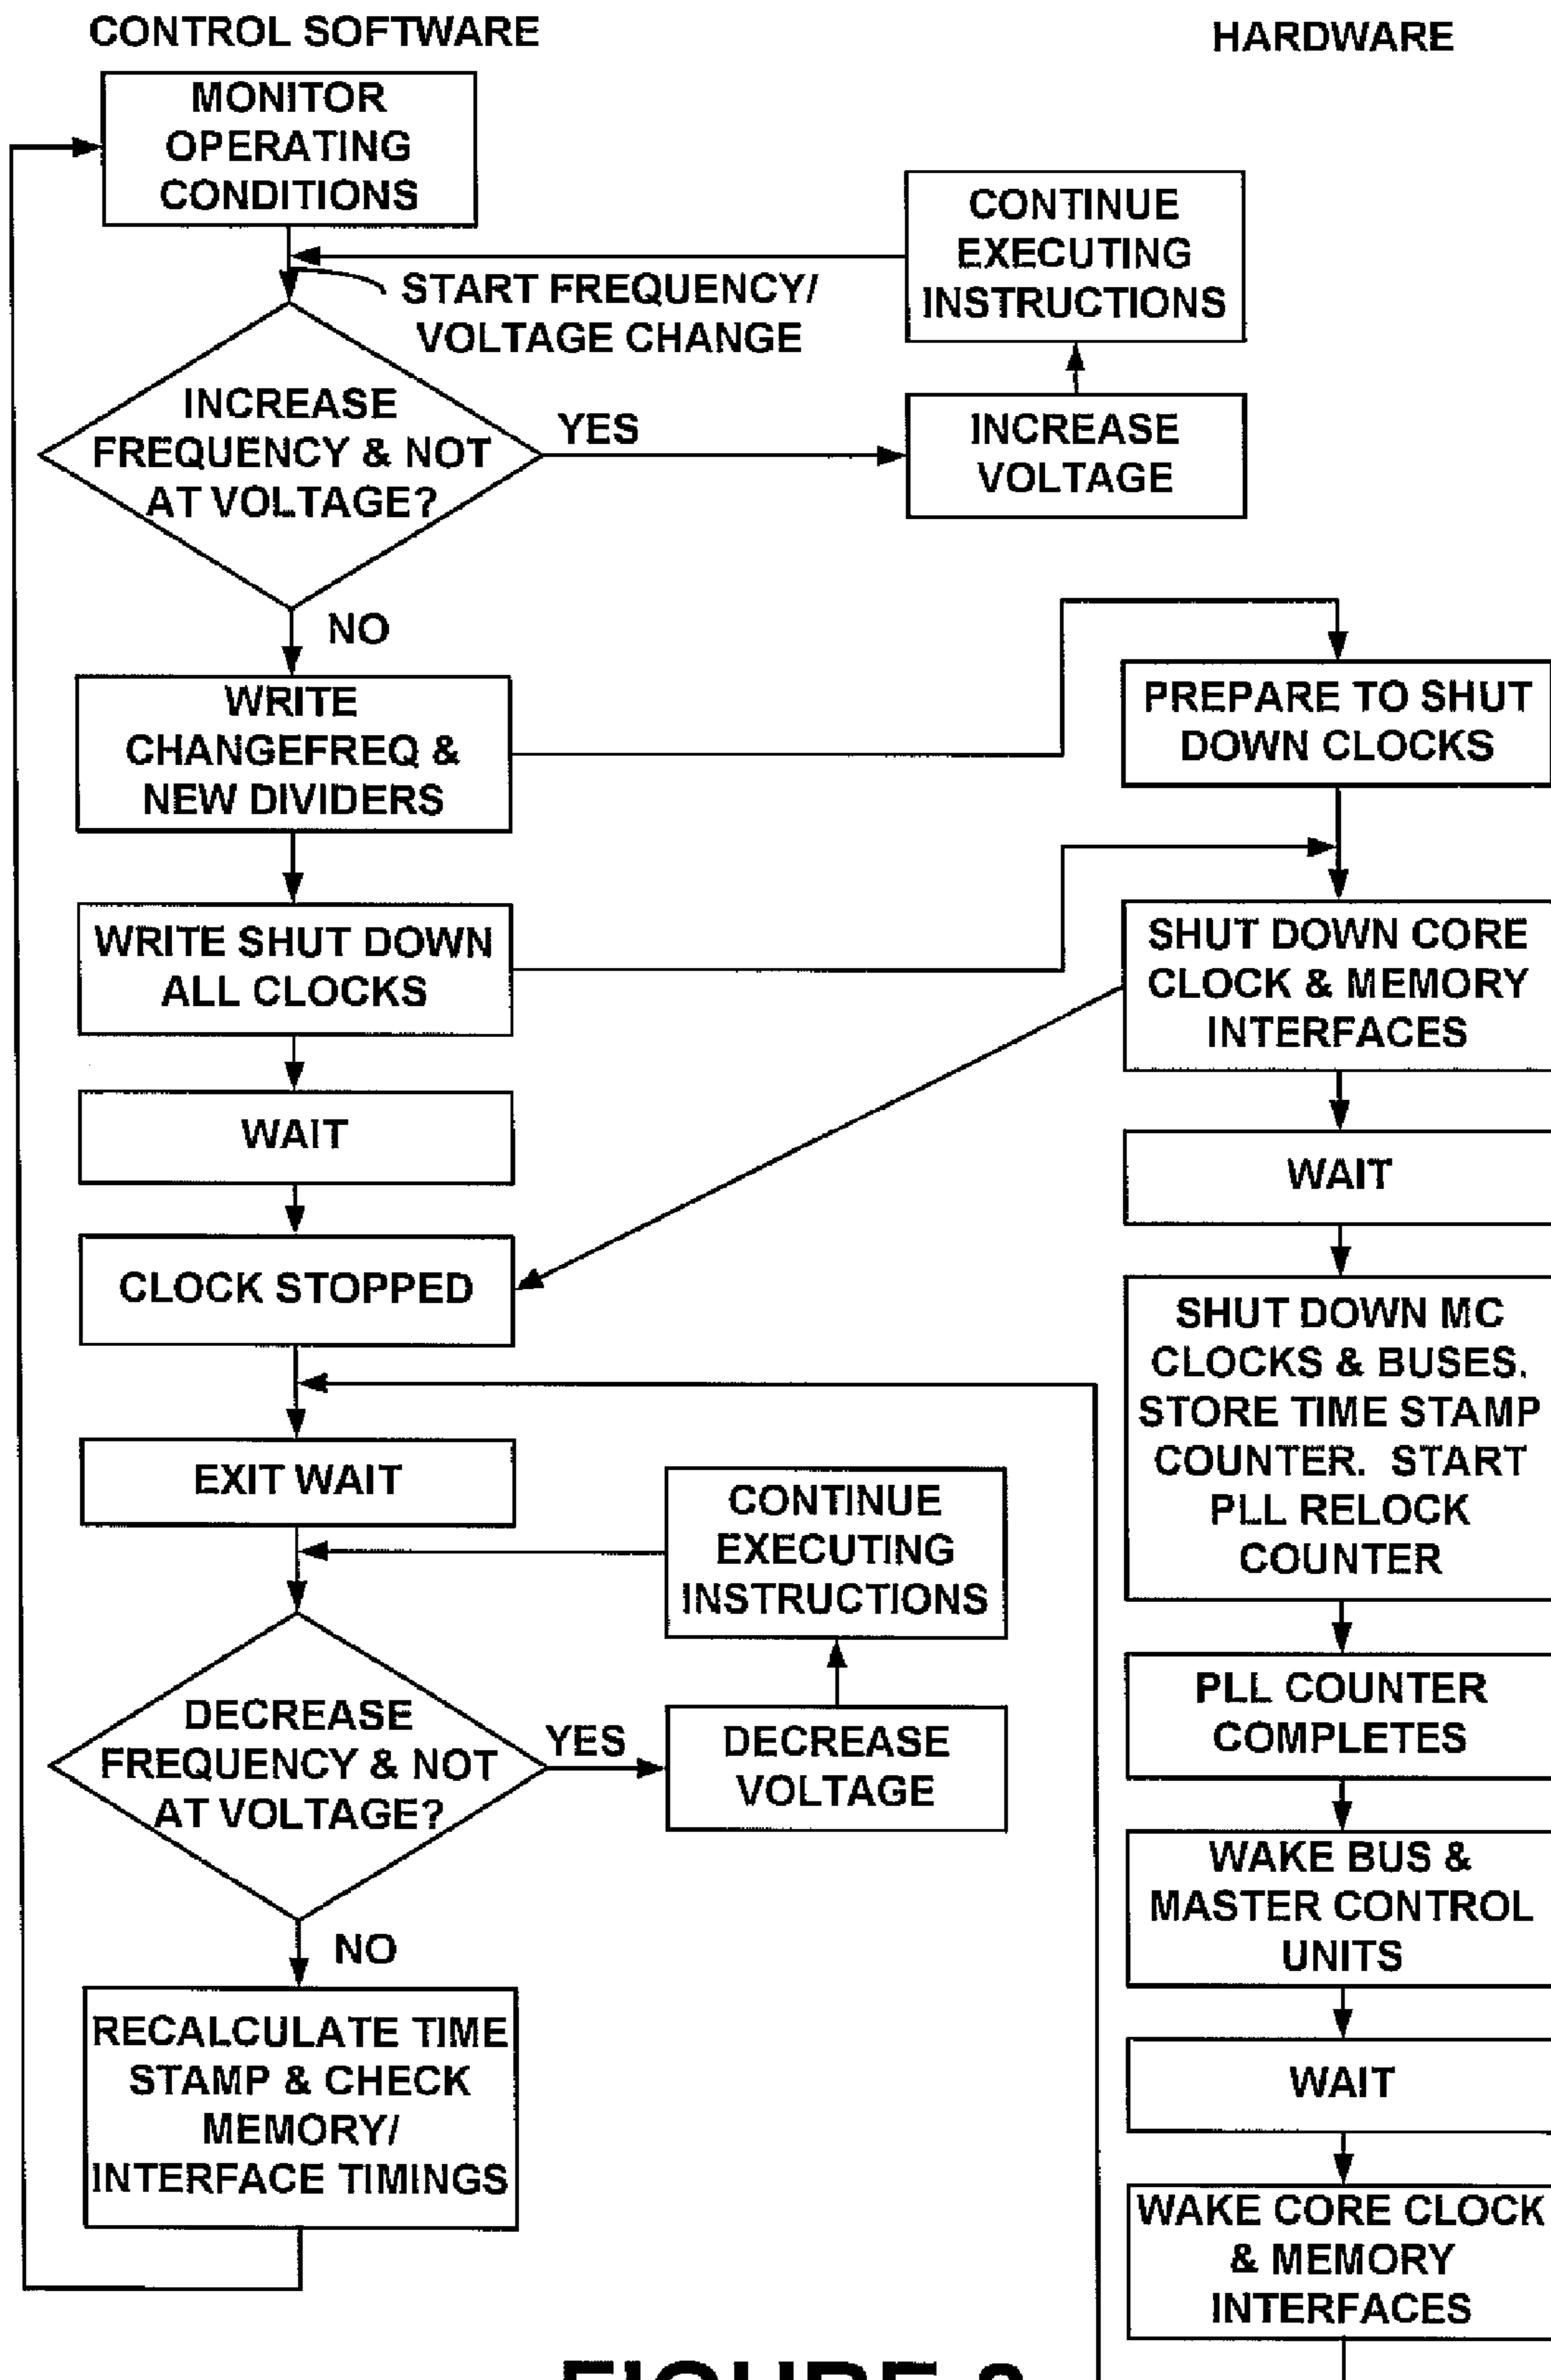 CONTROL SOFTWARE
HARDWARE
MONITOR
OPERATING
CONDITIONS
CONTINUE
EXECUTING
INSTRUCTIONS
START FREQUENCY/
VOLTAGE CHANGE
INCREASE
FREQUENCY & NOT
AT VOLTAGE?
YES
INCREASE
VOLTAGE
NO
WRITE
CHANGEFREQ &
NEW DIVIDERS
PREPARE TO SHUT
DOWN CLOCKS
WRITE SHUT DOWN
ALL CLOCKS
SHUT DOWN CORE
CLOCK & MEMORY
INTERFACES
WAIT
WAIT
CLOCK STOPPED
SHUT DOWN MC
CLOCKS & BUSES.
STORE TIME STAMP
COUNTER. START
PLL RELOCK
COUNTER
EXIT WAIT
CONTINUE
EXECUTING
INSTRUCTIONS
DECREASE
FREQUENCY & NOT
AT VOLTAGE?
YES
DECREASE
VOLTAGE
PLL COUNTER
COMPLETES
WAKE BUS &
MASTER CONTROL
UNITS
NO
RECALCULATE TIME
STAMP & CHECK
MEMORY/
INTERFACE TIMINGS
WAIT
WAKE CORE CLOCK
& MEMORY
INTERFACES
FIGURE